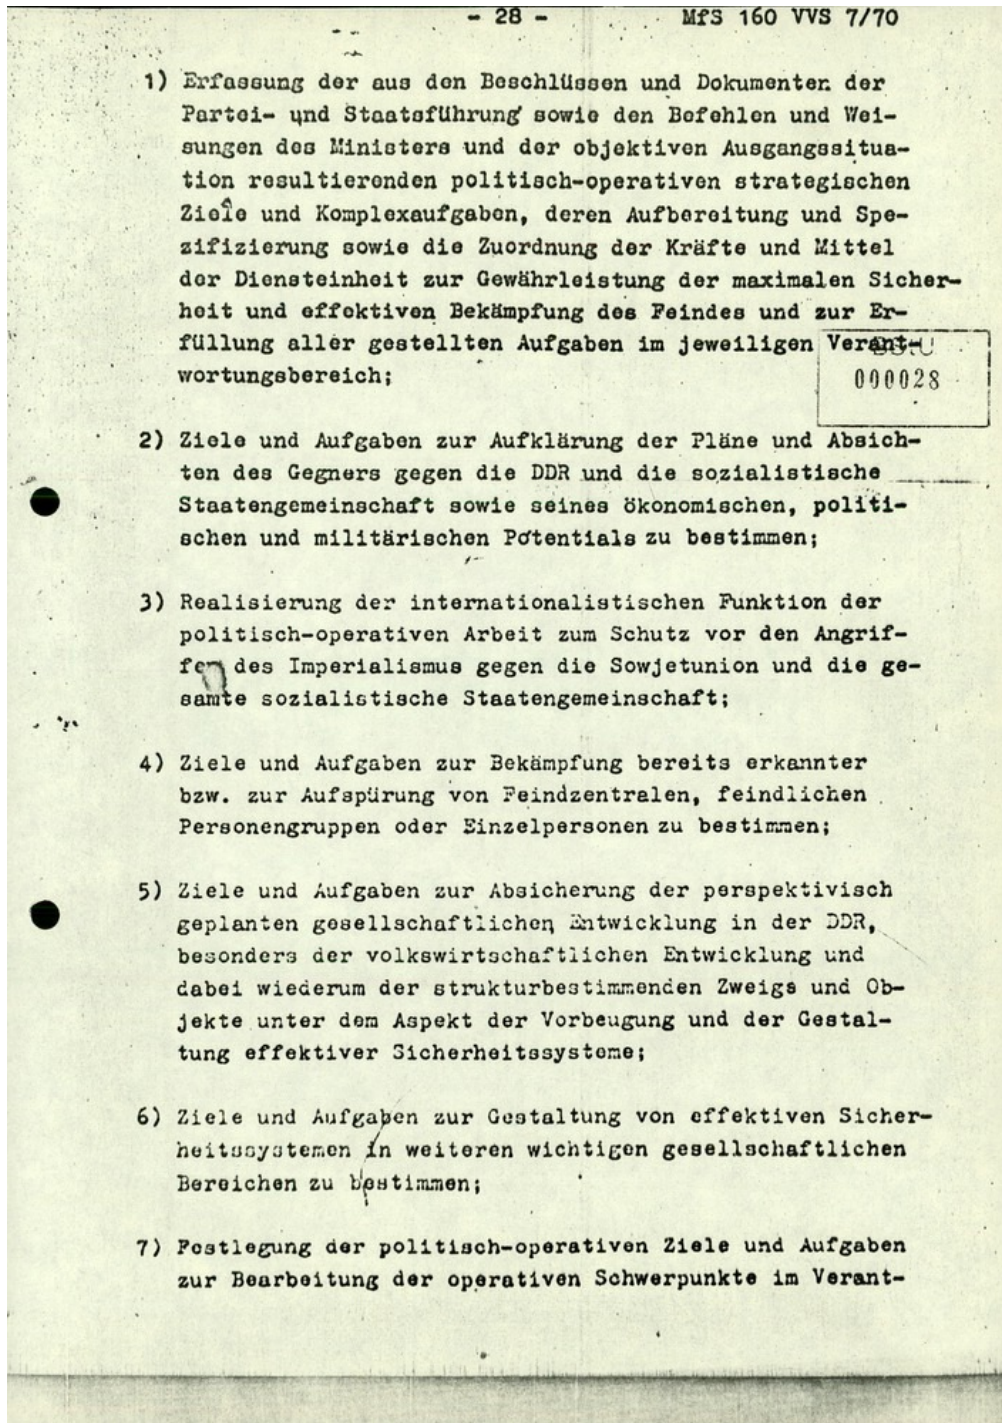 - 28 - MfS 160 VVS 7/70
1) Erfassung der aus den Beschlüssen und Dokumenten der
Partei- und Staatsführung sowie den Befehlen und Wei-
sungen des Ministers und der objektiven Ausgangssitua-
tion resultierenden politisch-operativen strategischen
Ziele und Komplexaufgaben, deren Aufbereitung und Spe-
zifizierung sowie die Zuordnung der Kräfte und Mittel
der Diensteinheit zur Gewährleistung der maximalen Sicher-
heit und effektiven Bekämpfung des Feindes und zur Er-
füllung aller gestellten Aufgaben im jeweiligen Verant-
wortungsbereich;
BStU
000028
2) Ziele und Aufgaben zur Aufklärung der Pläne und Absich-
ten des Gegners gegen die DDR und die sozialistische
Staatengemeinschaft sowie seines ökonomischen, politi-
schen und militärischen Potentials zu bestimmen;
3) Realisierung der internationalistischen Funktion der
politisch-operativen Arbeit zum Schutz vor den Angrif-
fen des Imperialismus gegen die Sowjetunion und die ge-
samte sozialistische Staatengemeinschaft;
4) Ziele und Aufgaben zur Bekämpfung bereits erkannter
bzw. zur Aufspürung von Feindzentralen, feindlichen
Personengruppen oder Einzelpersonen zu bestimmen;
5) Ziele und Aufgaben zur Absicherung der perspektivisch
geplanten gesellschaftlichen Entwicklung in der DDR,
besonders der volkswirtschaftlichen Entwicklung und
dabei wiederum der strukturbestimmenden Zweigs und Ob-
jekte unter dem Aspekt der Vorbeugung und der Gestal-
tung effektiver Sicherheitssysteme;
6) Ziele und Aufgaben zur Gestaltung von effektiven Sicher-
heitssystemen in weiteren wichtigen gesellschaftlichen
Bereichen zu bestimmen;
7) Festlegung der politisch-operativen Ziele und Aufgaben
zur Bearbeitung der operativen Schwerpunkte im Verant-